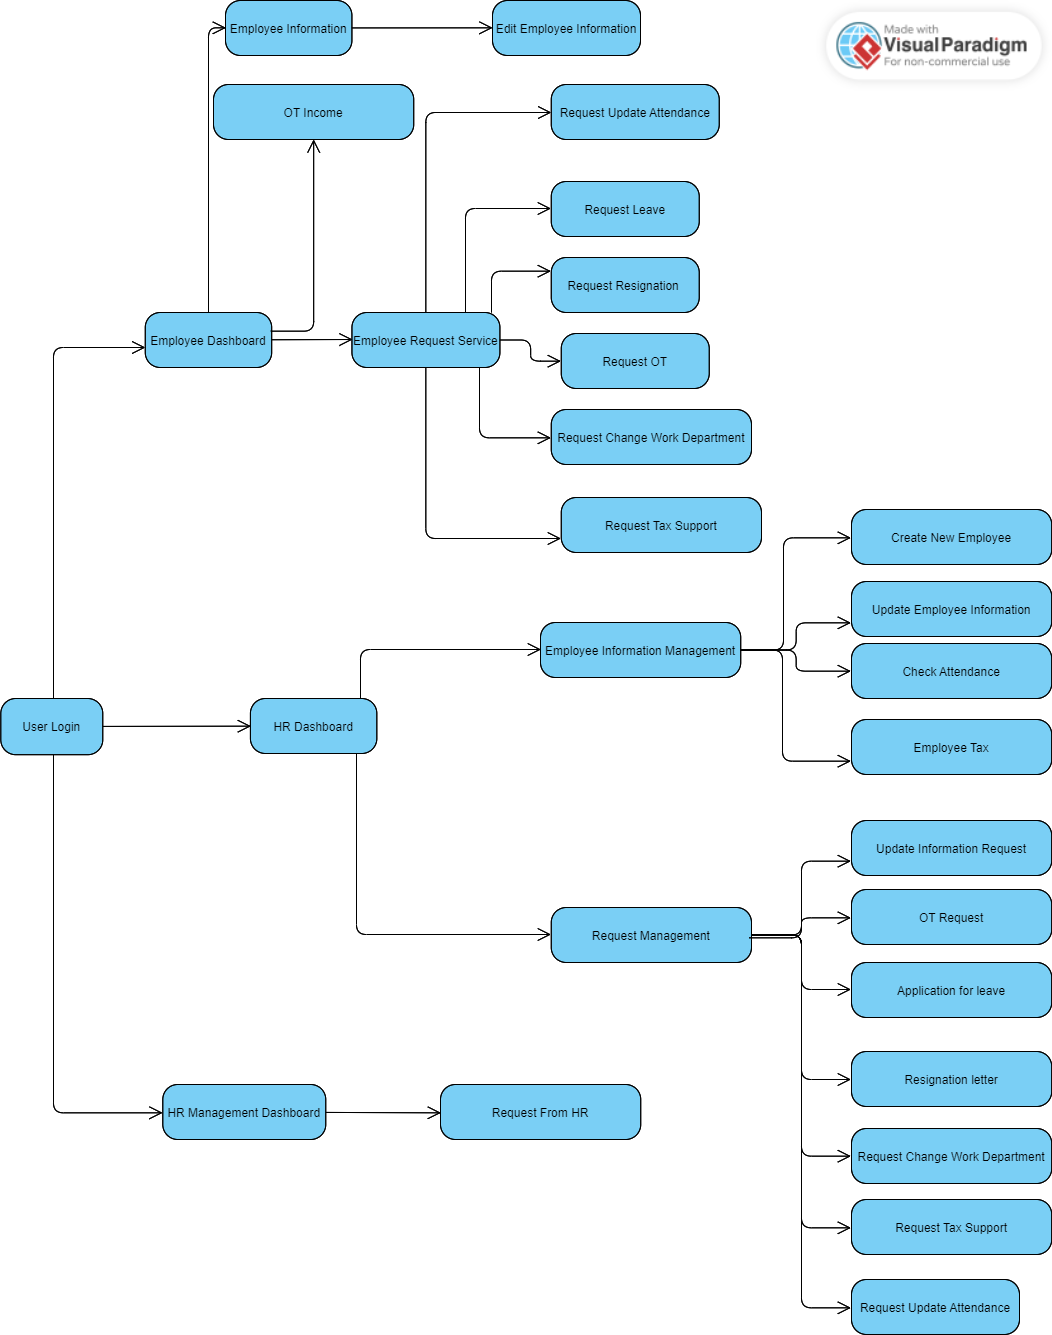 Employee Information
Edit Employee Information
Made with
Visual Paradigm
For non-commercial use
OT Income
Request Update Attendance
Request Leave
Request Resignation
Employee Dashboard
Employee Request Service
Request OT
Request Change Work Department
Request Tax Support
Create New Employee
Update Employee Information
Employee Information Management
Check Attendance
User Login
HR Dashboard
Employee Tax
Update Information Request
OT Request
Request Management
Application for leave
Resignation letter
HR Management Dashboard
Request From HR
Request Change Work Department
Request Tax Support
Request Update Attendance